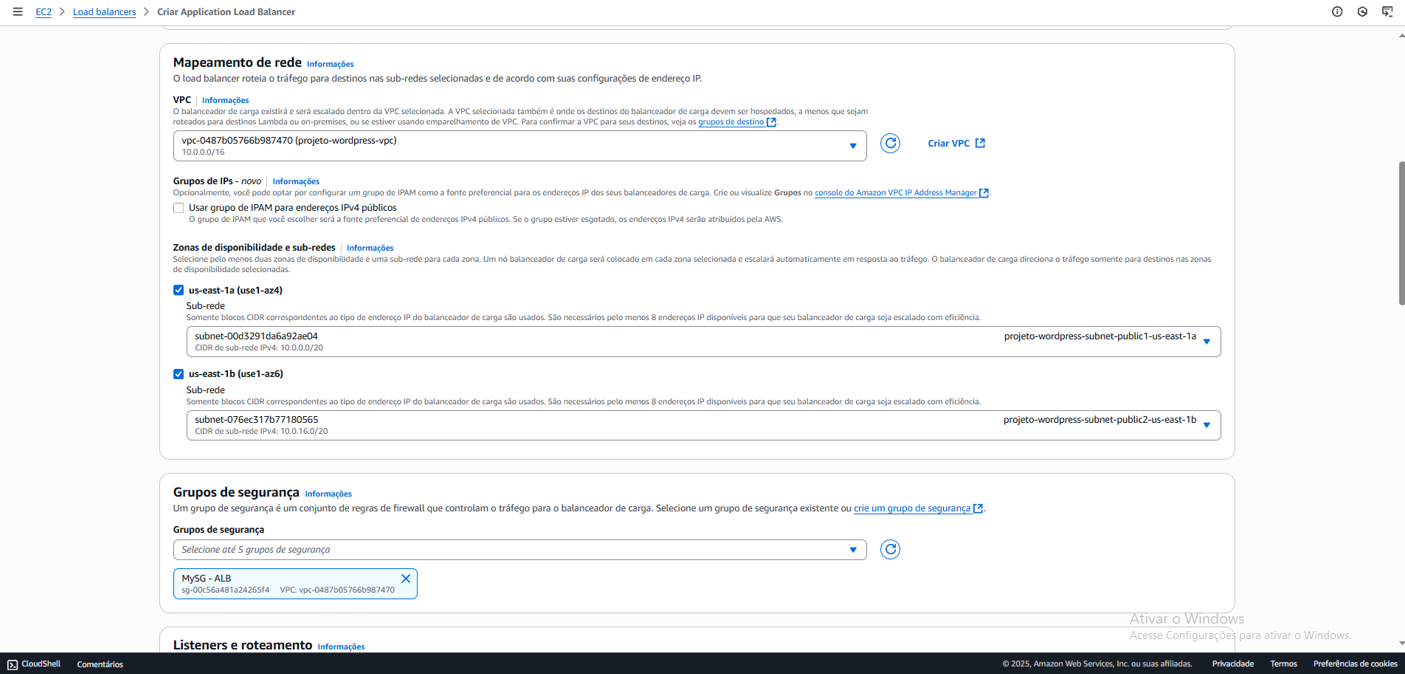 EC2 > Load balancers > Criar Application Load Balancer
Mapeamento de rede Informações
O load balancer roteia o tráfego para destinos nas sub-redes selecionadas e de acordo com suas configurações de endereço IP.
VPC | Informações
O balanceador de carga existirá e será escalado dentro da VPC selecionada. A VPC selecionada também é onde os destinos do balanceador de carga devem ser hospedados, a menos que sejam
roteados para destinos Lambda ou on-premises, ou se estiver usando emparelhamento de VPC. Para confirmar a VPC para seus destinos, veja os grupos de destino.
vpc-0487b05766b987470 (projeto-wordpress-vpc)
10.0.0.0/16
Criar VPC
Grupos de IPs - novo | Informações
Opcionalmente, você pode optar por configurar um grupo de IPAM como a fonte preferencial para os endereços IP dos seus balanceadores de carga. Crie ou visualize Grupos no console do Amazon VPC IP Address Manager.
Usar grupo de IPAM para endereços IPv4 públicos
O grupo de IPAM que você escolher será a fonte preferencial de endereços IPv4 públicos. Se o grupo estiver esgotado, os endereços IPv4 serão atribuídos pela AWS.
Zonas de disponibilidade e sub-redes | Informações
Selecione pelo menos duas zonas de disponibilidade e uma sub-rede para cada zona. Um nó balanceador de carga será colocado em cada zona selecionada e escalará automaticamente em resposta ao tráfego. O balanceador de carga direciona o tráfego somente para destinos nas zonas
de disponibilidade selecionadas.
us-east-1a (use1-az4)
Sub-rede
Somente blocos CIDR correspondentes ao tipo de endereço IP do balanceador de carga são usados. São necessários pelo menos 8 endereços IP disponíveis para que seu balanceador de carga seja escalado com eficiência.
subnet-00d3291da6a92ae04 projeto-wordpress-subnet-public1-us-east-1a
CIDR de sub-rede IPv4: 10.0.0.0/20
us-east-1b (use1-az6)
Sub-rede
Somente blocos CIDR correspondentes ao tipo de endereço IP do balanceador de carga são usados. São necessários pelo menos 8 endereços IP disponíveis para que seu balanceador de carga seja escalado com eficiência.
subnet-076ec317b77180565 projeto-wordpress-subnet-public2-us-east-1b
CIDR de sub-rede IPv4: 10.0.16.0/20
Grupos de segurança Informações
Um grupo de segurança é um conjunto de regras de firewall que controlam o tráfego para o balanceador de carga. Selecione um grupo de segurança existente ou crie um grupo de segurança.
Grupos de segurança
Selecione até 5 grupos de segurança
MySG - ALB
sg-00c56a481a24265f4 VPC: vpc-0487b05766b987470
Listeners e roteamento Informações
Ativar o Windows
Acesse Configurações para ativar o Windows.
CloudShell Comentários © 2025, Amazon Web Services, Inc. ou suas afiliadas. Privacidade Termos Preferências de cookies